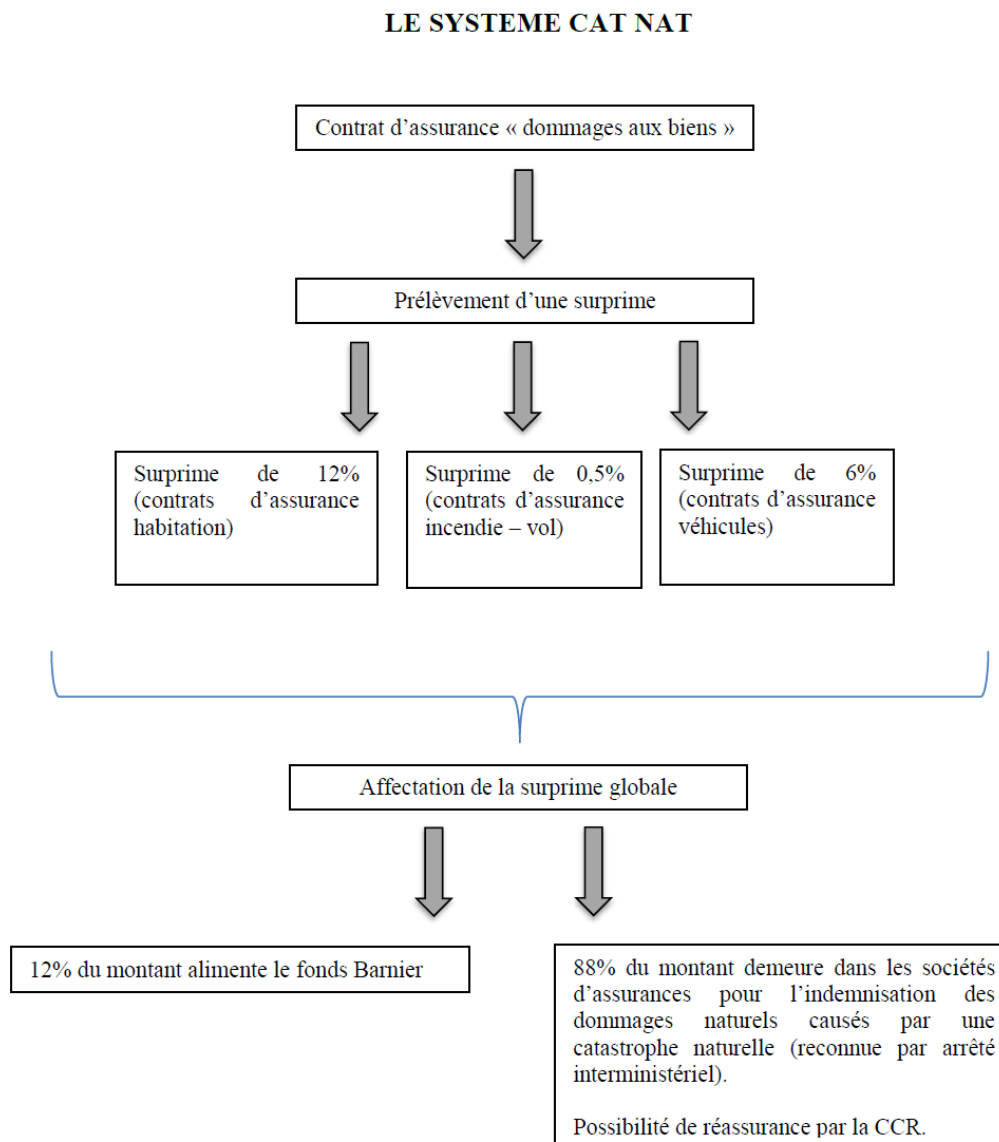 LE SYSTEME CAT NAT
Contrat d’assurance « dommages aux biens »
Prélèvement d’une surprime
Surprime de 12%
(contrats d’assurance
habitation)
Surprime de 0,5%
(contrats d’assurance
incendie – vol)
Surprime de 6%
(contrats d’assurance
véhicules)
Affectation de la surprime globale
12% du montant alimente le fonds Barnier
88% du montant demeure dans les sociétés
d’assurances pour l’indemnisation des
dommages naturels causés par une
catastrophe naturelle (reconnue par arrêté
interministériel).
Possibilité de réassurance par la CCR.